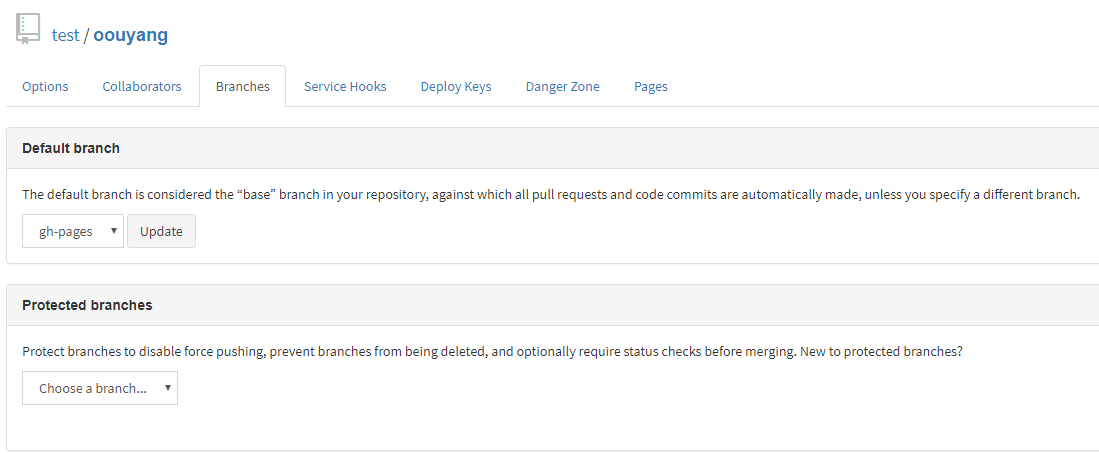 test / oouyang
Options Collaborators Branches Service Hooks Deploy Keys Danger Zone Pages
Default branch
The default branch is considered the “base” branch in your repository, against which all pull requests and code commits are automatically made, unless you specify a different branch.
gh-pages Update
Protected branches
Protect branches to disable force pushing, prevent branches from being deleted, and optionally require status checks before merging. New to protected branches?
Choose a branch...